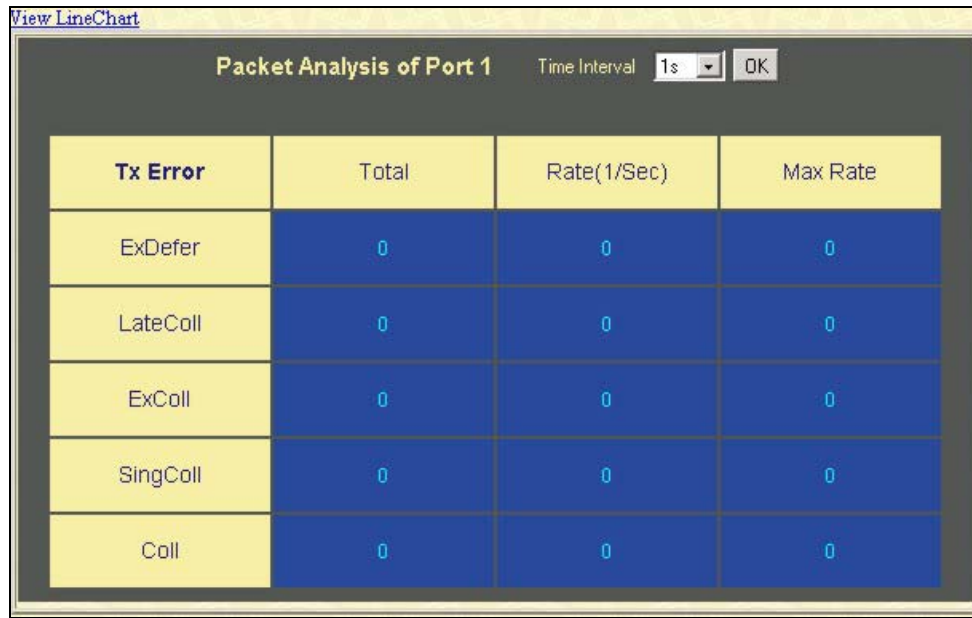 View LineChart
Packet Analysis of Port 1 Time Interval 1s OK
Tx Error Total Rate(1/Sec) Max Rate
ExDefer 0 0 0
LateColl 0 0 0
ExColl 0 0 0
SingColl 0 0 0
Coll 0 0 0